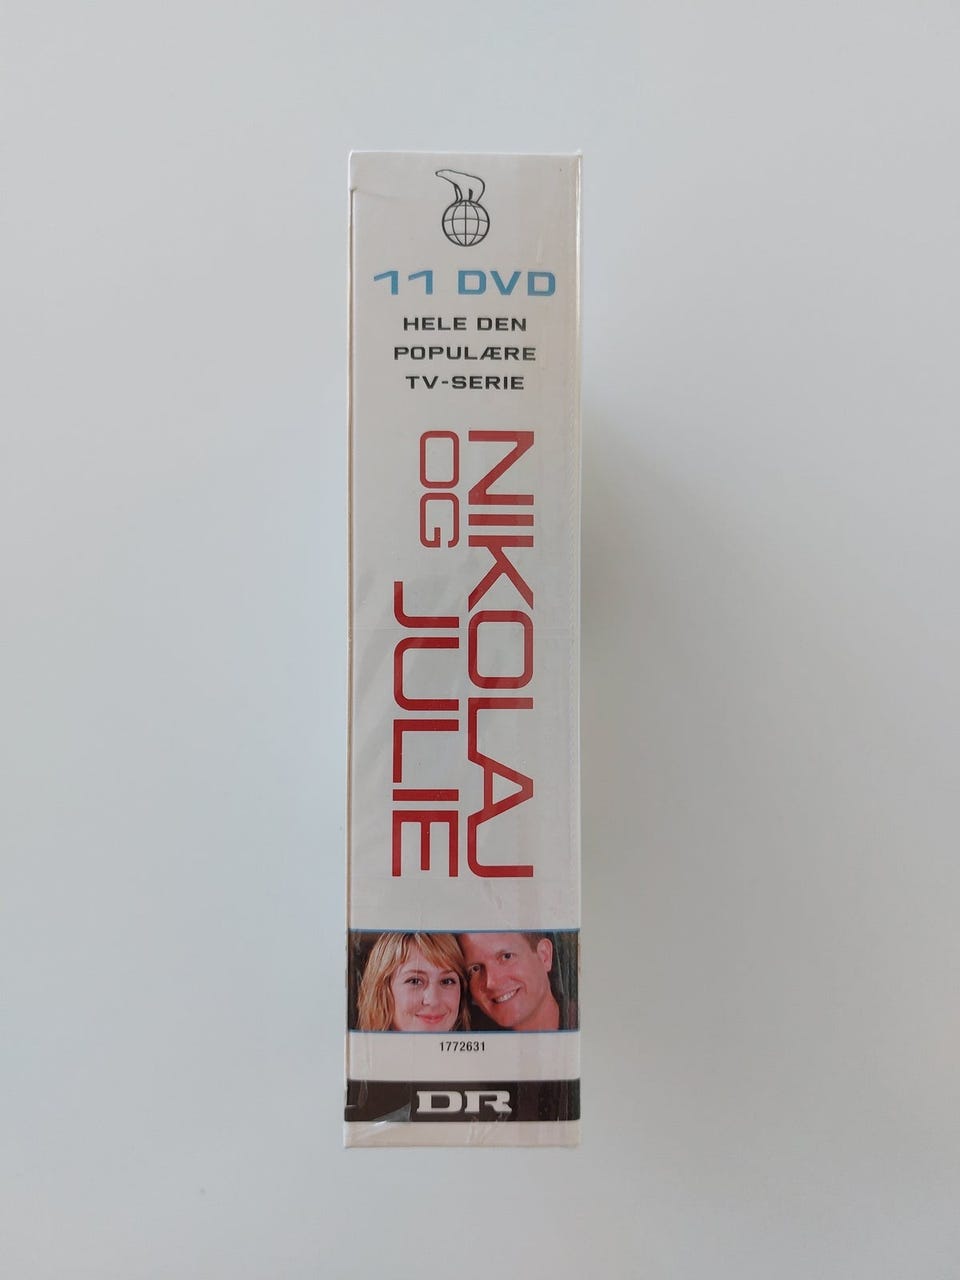 11 DVD
HELE DEN
POPULÆRE
TV-SERIE
NIKOLAJ
OG JULIE
1772631
DR